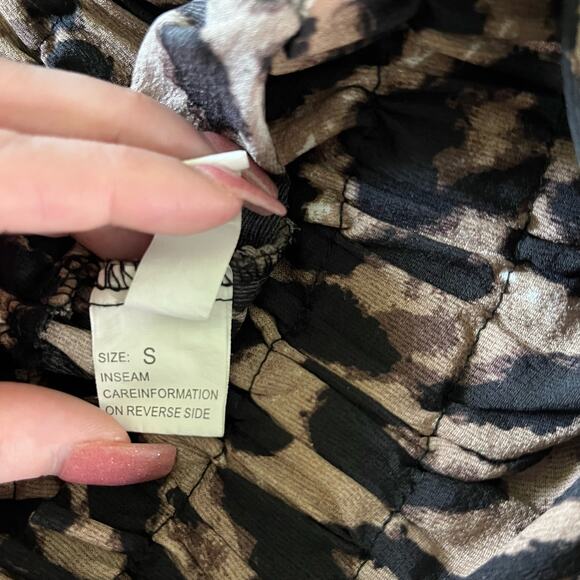 SIZE: S
INSEAM
CAREINFORMATION
ON REVERSE SIDE